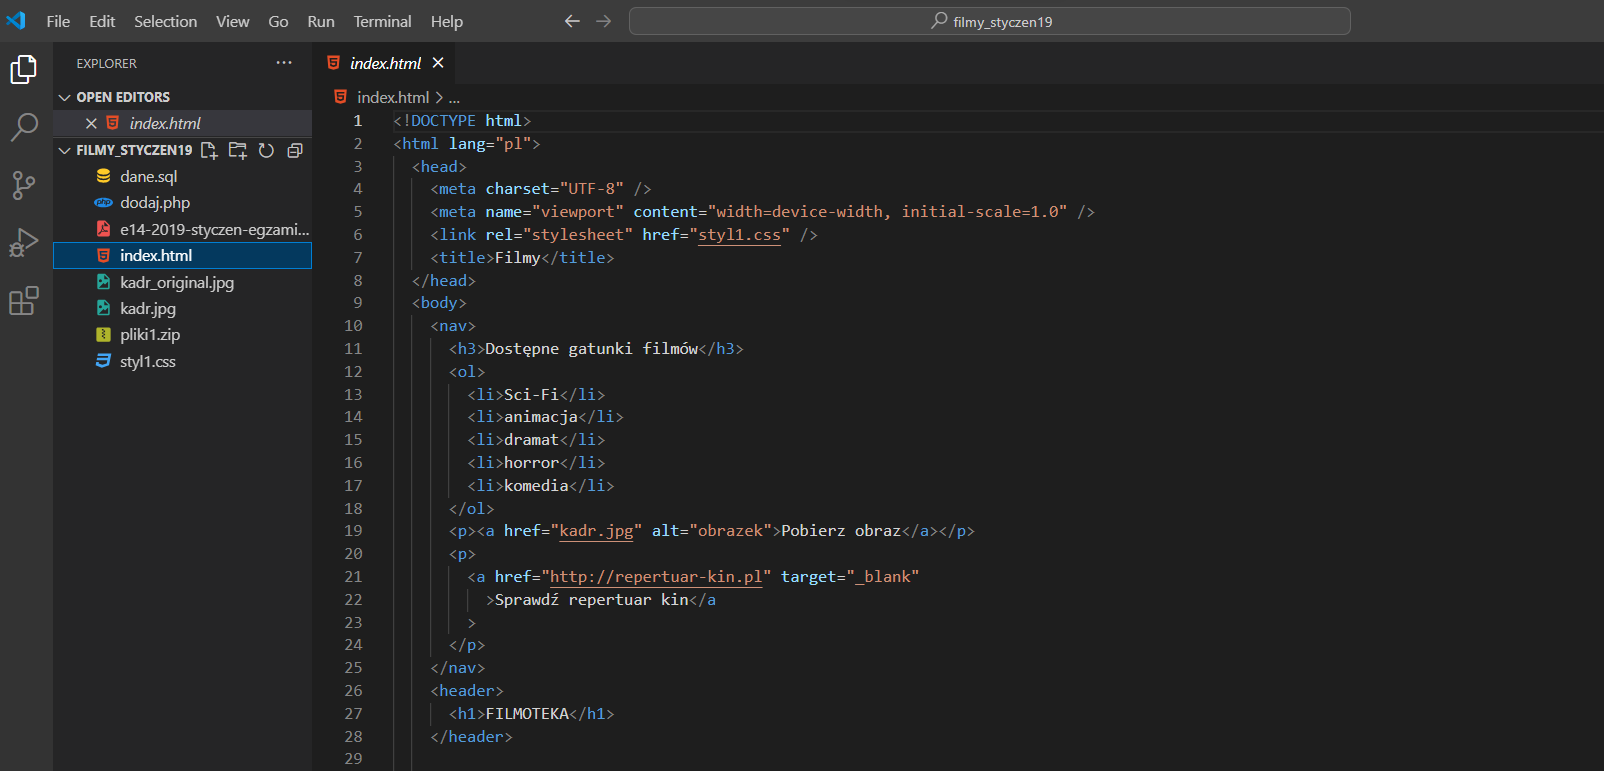 File Edit Selection View Go Run Terminal Help
filmy_styczen19
EXPLORER
OPEN EDITORS
index.html
FILMY_STYCZEN19
dane.sql
dodaj.php
e14-2019-styczen-egzami...
index.html
kadr_original.jpg
kadr.jpg
pliki1.zip
styl1.css
index.html
index.html > ...
1 <!DOCTYPE html>
2 <html lang="pl">
3 <head>
4 <meta charset="UTF-8" />
5 <meta name="viewport" content="width=device-width, initial-scale=1.0" />
6 <link rel="stylesheet" href="styl1.css" />
7 <title>Filmy</title>
8 </head>
9 <body>
10 <nav>
11 <h3>Dostępne gatunki filmów</h3>
12 <ol>
13 <li>Sci-Fi</li>
14 <li>animacja</li>
15 <li>dramat</li>
16 <li>horror</li>
17 <li>komedia</li>
18 </ol>
19 <p><a href="kadr.jpg" alt="obrazek">Pobierz obraz</a></p>
20 <p>
21 <a href="http://repertuar-kin.pl" target="_blank"
22 >Sprawdź repertuar kin</a
23 >
24 </p>
25 </nav>
26 <header>
27 <h1>FILMOTEKA</h1>
28 </header>
29